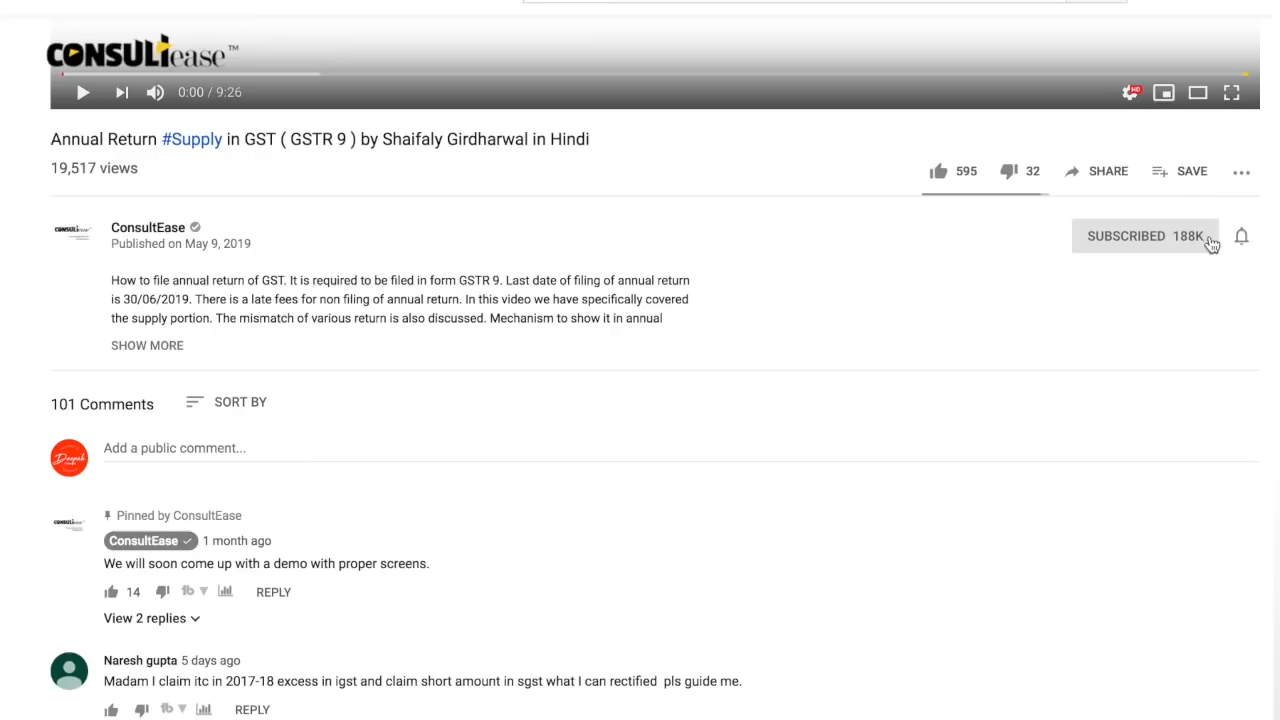 CONSULTease™
0:00 / 9:26
HD
Annual Return #Supply in GST ( GSTR 9 ) by Shaifaly Girdharwal in Hindi
19,517 views
595 32 SHARE SAVE
CONSULTease
ConsultEase
Published on May 9, 2019
SUBSCRIBED 188K
How to file annual return of GST. It is required to be filed in form GSTR 9. Last date of filing of annual return
is 30/06/2019. There is a late fees for non filing of annual return. In this video we have specifically covered
the supply portion. The mismatch of various return is also discussed. Mechanism to show it in annual
SHOW MORE
101 Comments SORT BY
Deepak
Add a public comment...
Pinned by ConsultEase
CONSULTease
ConsultEase 1 month ago
We will soon come up with a demo with proper screens.
14 tb REPLY
View 2 replies
Naresh gupta 5 days ago
Madam I claim itc in 2017-18 excess in igst and claim short amount in sgst what I can rectified pls guide me.
tb REPLY